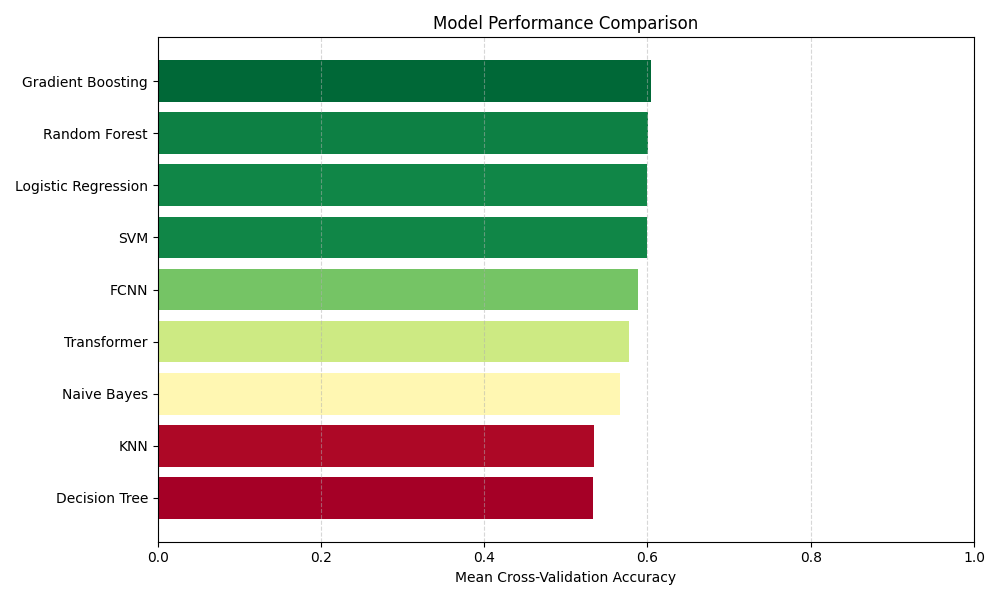 Model Performance Comparison
Gradient Boosting
Random Forest
Logistic Regression
SVM
FCNN
Transformer
Naive Bayes
KNN
Decision Tree
0.0 0.2 0.4 0.6 0.8 1.0
Mean Cross-Validation Accuracy